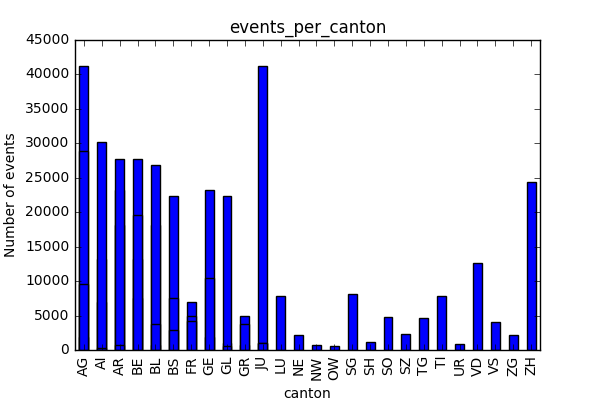 events_per_canton
45000
40000
35000
30000
25000
20000
15000
10000
5000
0
Number of events
AG AI AR BE BL BS FR GE GL GR JU LU NE NW OW SG SH SO SZ TG TI UR VD VS ZG ZH
canton